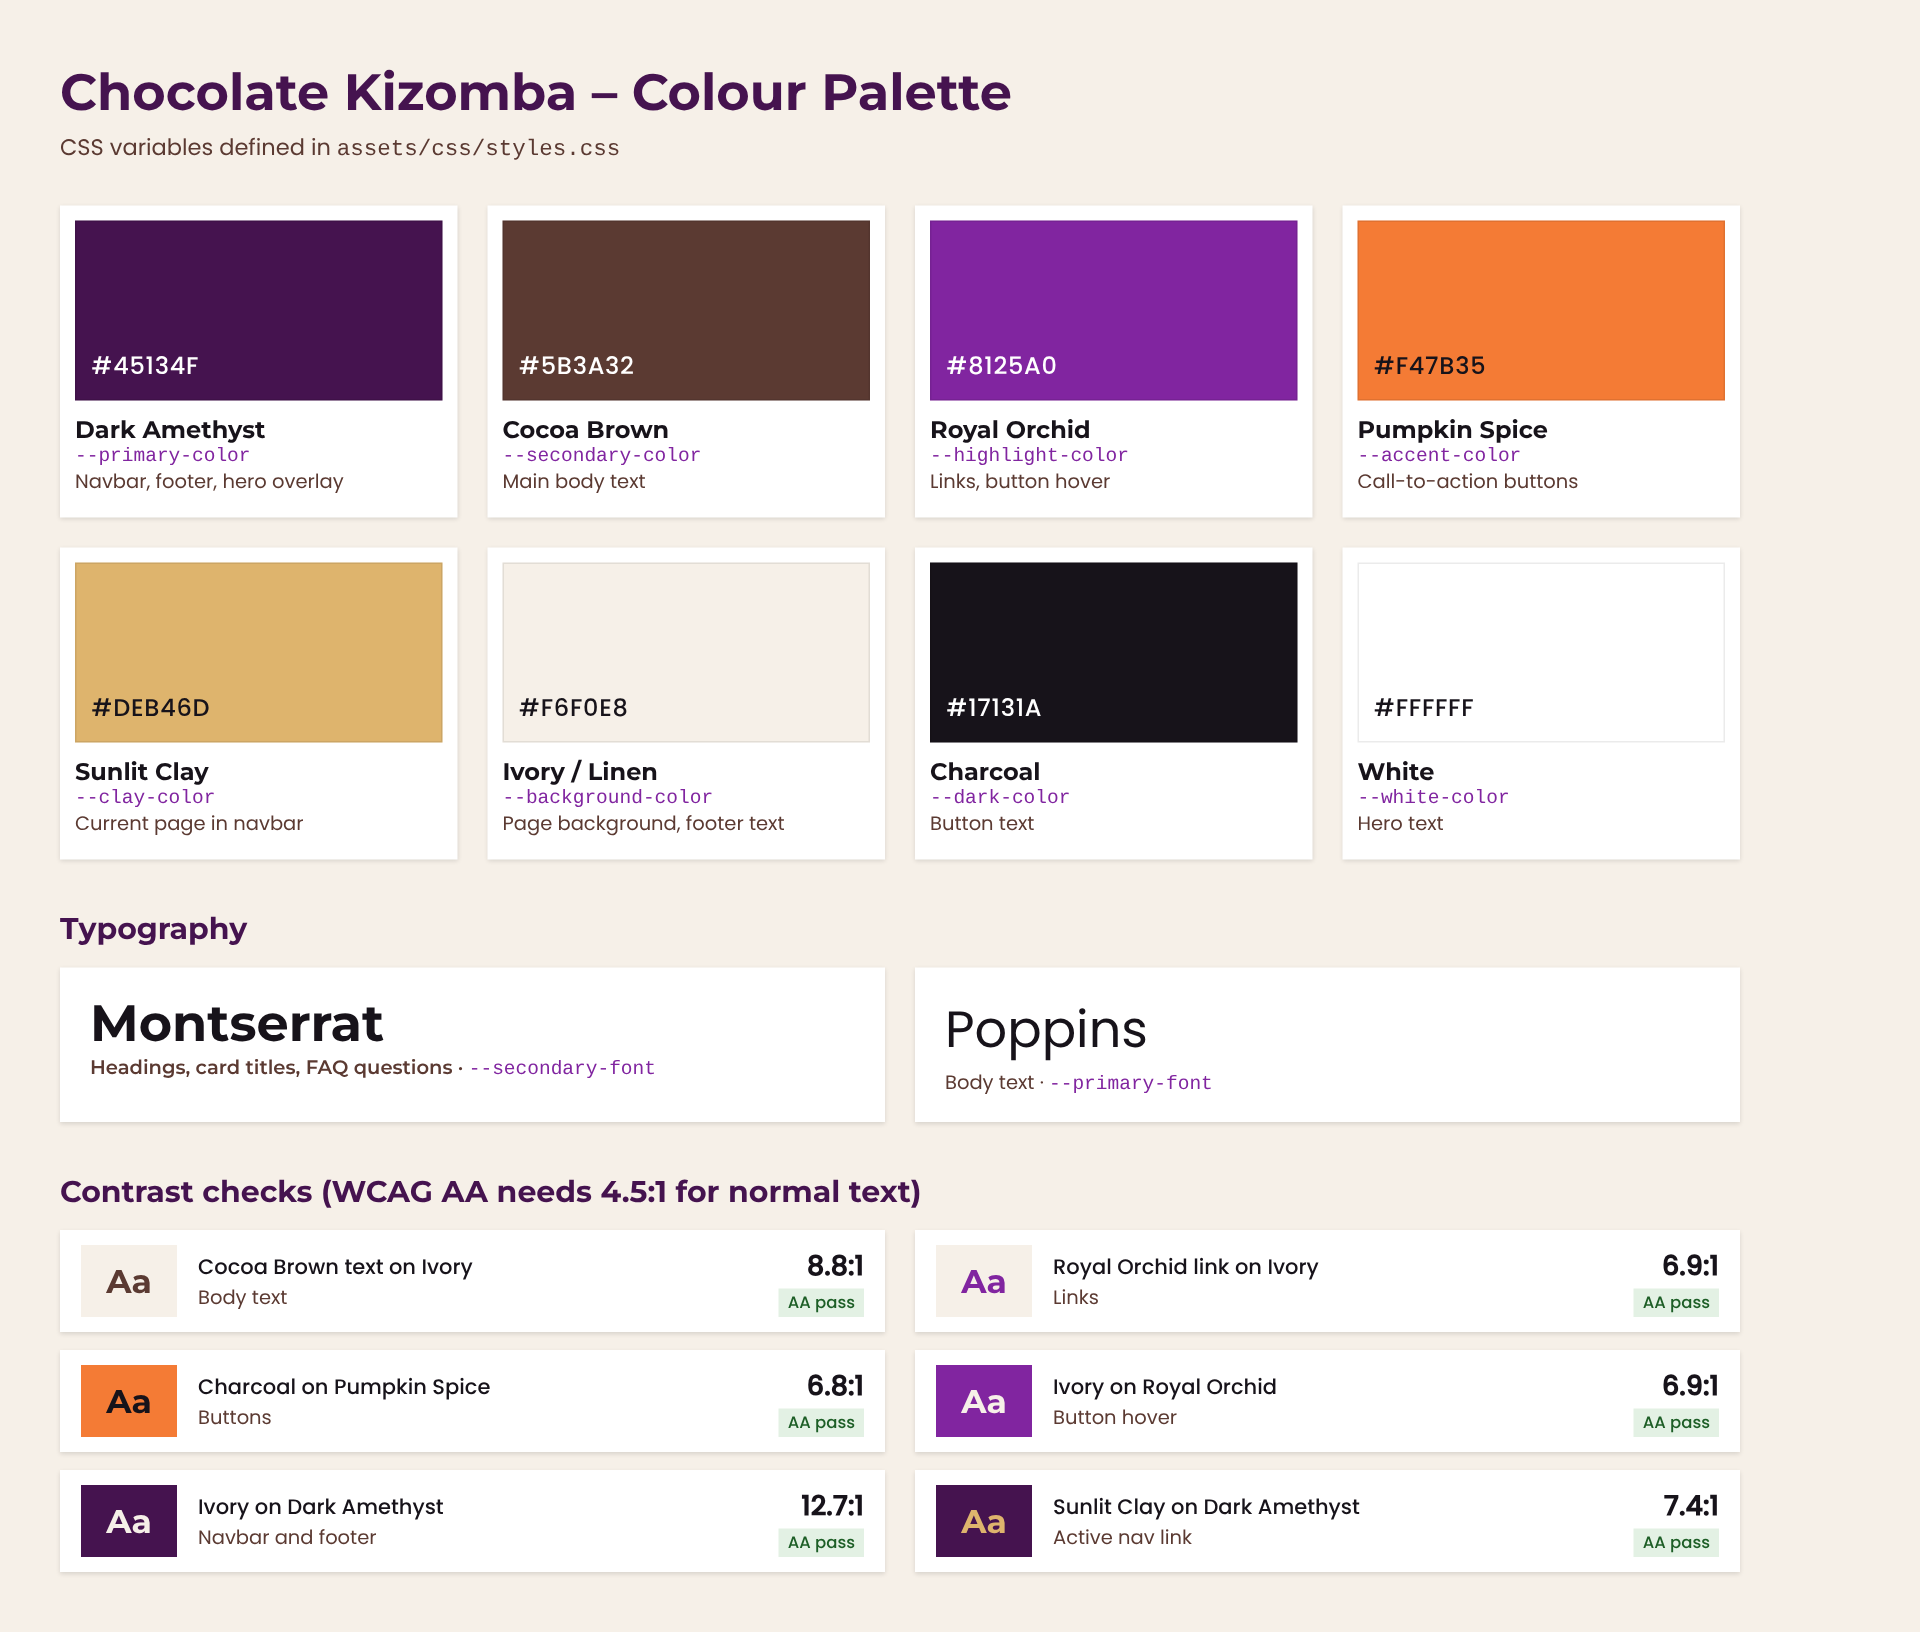 Chocolate Kizomba – Colour Palette
CSS variables defined in assets/css/styles.css
#45134F
Dark Amethyst
--primary-color
Navbar, footer, hero overlay
#5B3A32
Cocoa Brown
--secondary-color
Main body text
#8125A0
Royal Orchid
--highlight-color
Links, button hover
#F47B35
Pumpkin Spice
--accent-color
Call-to-action buttons
#DEB46D
Sunlit Clay
--clay-color
Current page in navbar
#F6F0E8
Ivory / Linen
--background-color
Page background, footer text
#17131A
Charcoal
--dark-color
Button text
#FFFFFF
White
--white-color
Hero text
Typography
Montserrat
Headings, card titles, FAQ questions · --secondary-font
Poppins
Body text · --primary-font
Contrast checks (WCAG AA needs 4.5:1 for normal text)
Aa
Cocoa Brown text on Ivory
Body text
8.8:1
AA pass
Aa
Royal Orchid link on Ivory
Links
6.9:1
AA pass
Aa
Charcoal on Pumpkin Spice
Buttons
6.8:1
AA pass
Aa
Ivory on Royal Orchid
Button hover
6.9:1
AA pass
Aa
Ivory on Dark Amethyst
Navbar and footer
12.7:1
AA pass
Aa
Sunlit Clay on Dark Amethyst
Active nav link
7.4:1
AA pass